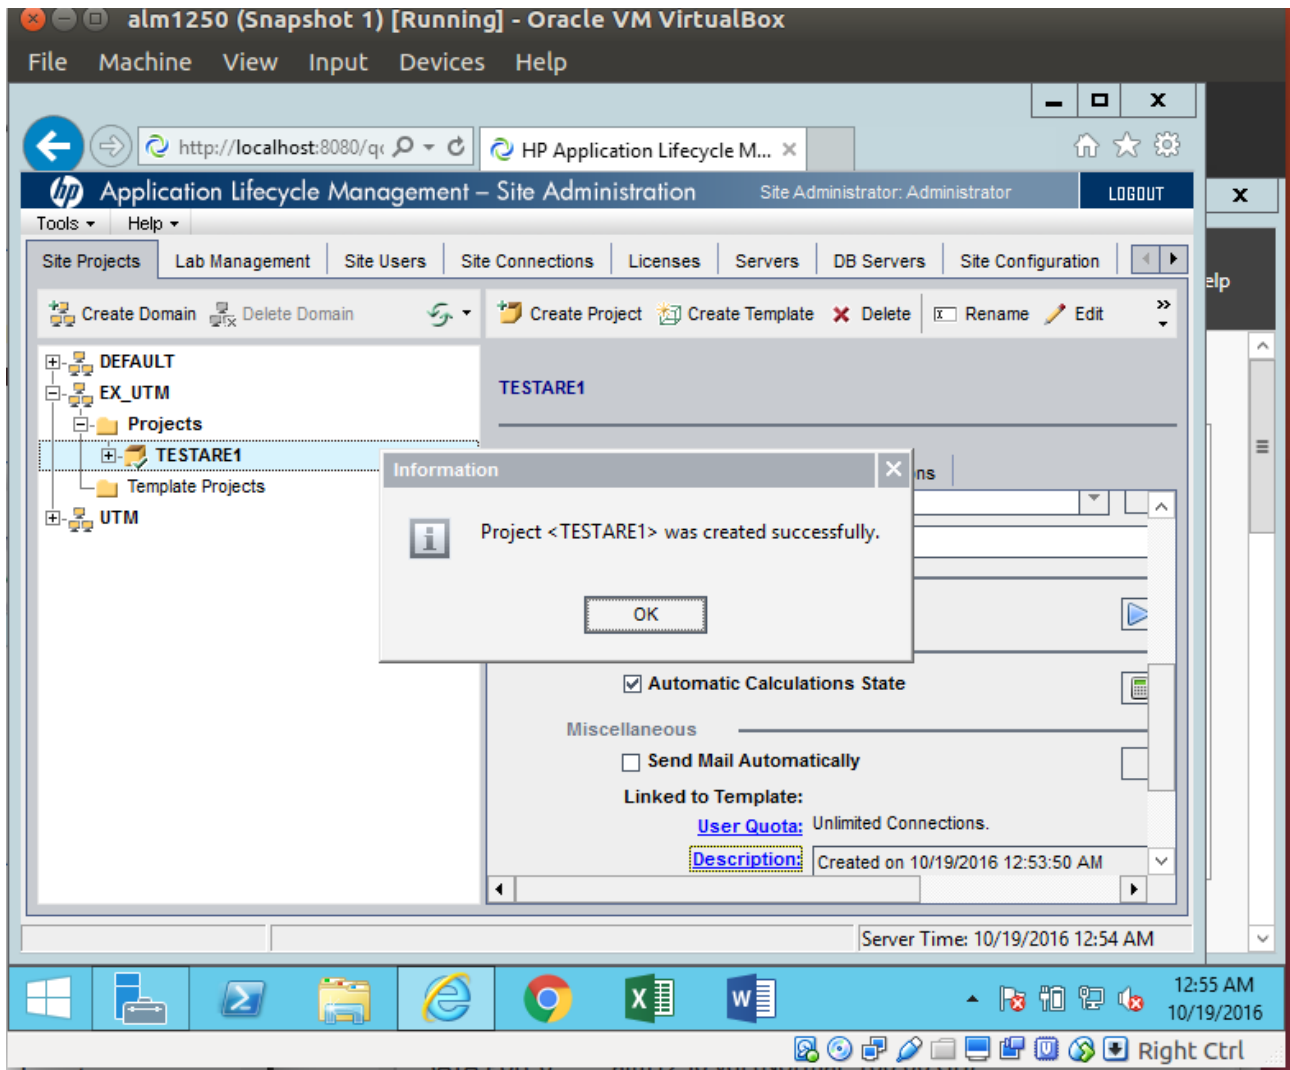 alm1250 (Snapshot 1) [Running] - Oracle VM VirtualBox
File Machine View Input Devices Help
http://localhost:8080/qc
HP Application Lifecycle M...
hp Application Lifecycle Management – Site Administration Site Administrator: Administrator LOGOUT
Tools Help
Site Projects Lab Management Site Users Site Connections Licenses Servers DB Servers Site Configuration
elp
Create Domain Delete Domain Create Project Create Template Delete Rename Edit
DEFAULT
EX_UTM
Projects
TESTARE1
Template Projects
UTM
TESTARE1
ns
Information
Project <TESTARE1> was created successfully.
OK
Automatic Calculations State
Miscellaneous
Send Mail Automatically
Linked to Template:
User Quota: Unlimited Connections.
Description: Created on 10/19/2016 12:53:50 AM
Server Time: 10/19/2016 12:54 AM
12:55 AM
10/19/2016
Right Ctrl